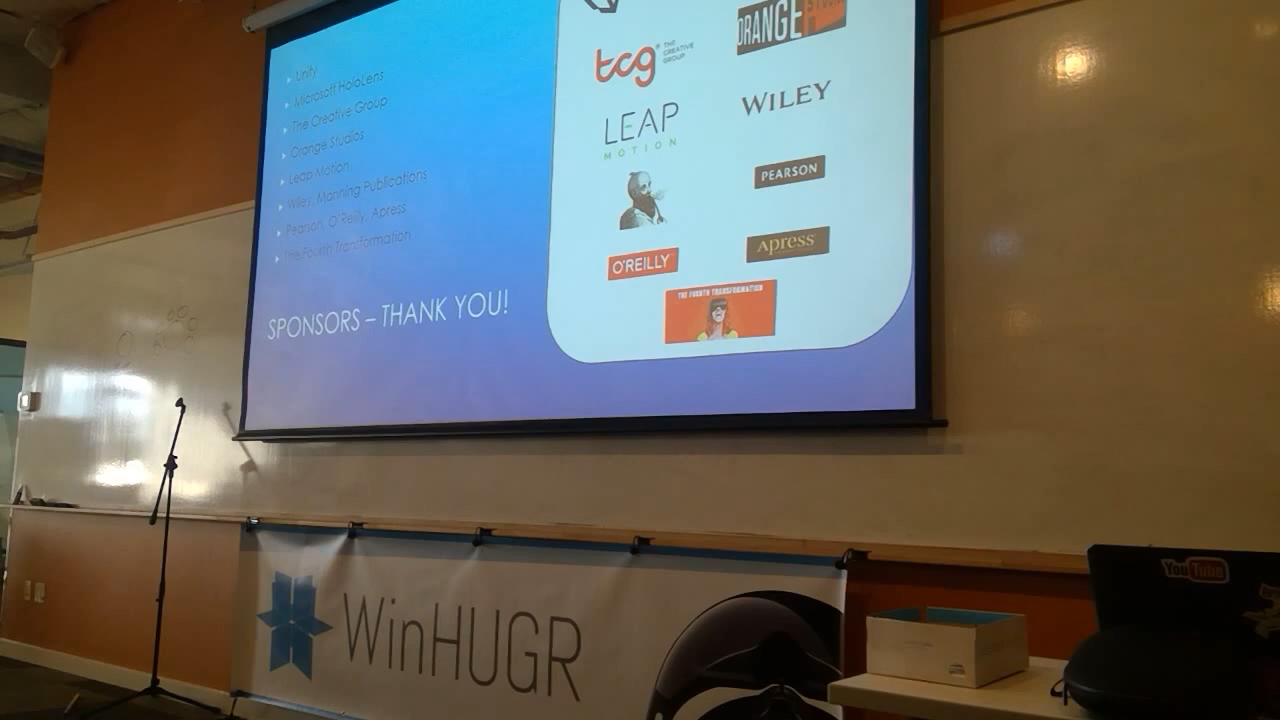 Unity
Microsoft HoloLens
The Creative Group
Orange Studios
Leap Motion
Wiley, Manning Publications
Pearson, O'Reilly, Apress
The Fourth Transformation
SPONSORS – THANK YOU!
ORANGE
tcg THE CREATIVE GROUP
WILEY
LEAP
MOTION
PEARSON
O'REILLY
Apress
THE FOURTH TRANSFORMATION
WinHUGR
YouTube